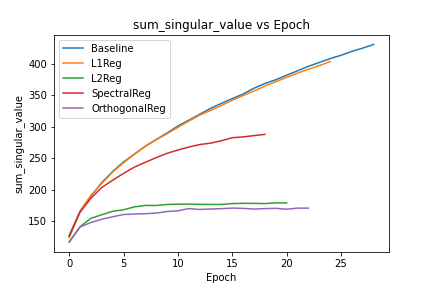 sum_singular_value vs Epoch
Baseline
L1Reg
L2Reg
SpectralReg
OrthogonalReg
sum_singular_value
400
350
300
250
200
150
0 5 10 15 20 25
Epoch